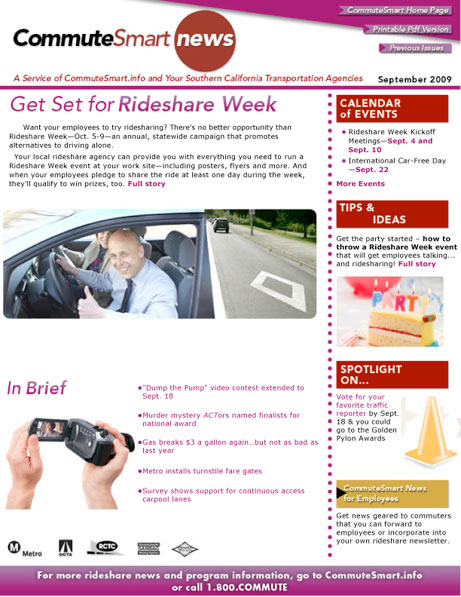 CommuteSmart news
CommuteSmart Home Page
Printable Pdf Version
Previous Issues
A Service of CommuteSmart.info and Your Southern California Transportation Agencies
September 2009
Get Set for Rideshare Week
Want your employees to try ridesharing? There's no better opportunity than
Rideshare Week—Oct. 5-9—an annual, statewide campaign that promotes
alternatives to driving alone.
Your local rideshare agency can provide you with everything you need to run a
Rideshare Week event at your work site—including posters, flyers and more. And
when your employees pledge to share the ride at least one day during the week,
they'll qualify to win prizes, too. Full story
In Brief
•"Dump the Pump" video contest extended to
Sept. 18
•Murder mystery ACTors named finalists for
national award
•Gas breaks $3 a gallon again...but not as bad as
last year
•Metro installs turnstile fare gates
•Survey shows support for continuous access
carpool lanes
CALENDAR
of EVENTS
• Rideshare Week Kickoff
Meetings—Sept. 4 and
Sept. 10
• International Car-Free Day
—Sept. 22
• More Events
TIPS &
IDEAS
Get the party started – how to
throw a Rideshare Week event
that will get employees talking...
and ridesharing! Full story
PARTY
SPOTLIGHT
ON...
Vote for your
favorite traffic
reporter by Sept.
18 & you could
go to the Golden
Pylon Awards
CommuteSmart News
for Employees
Get news geared to commuters
that you can forward to
employees or incorporate into
your own rideshare newsletter.
M Metro
OCTA
RCTC
SANBAG
For more rideshare news and program information, go to CommuteSmart.info
or call 1.800.COMMUTE